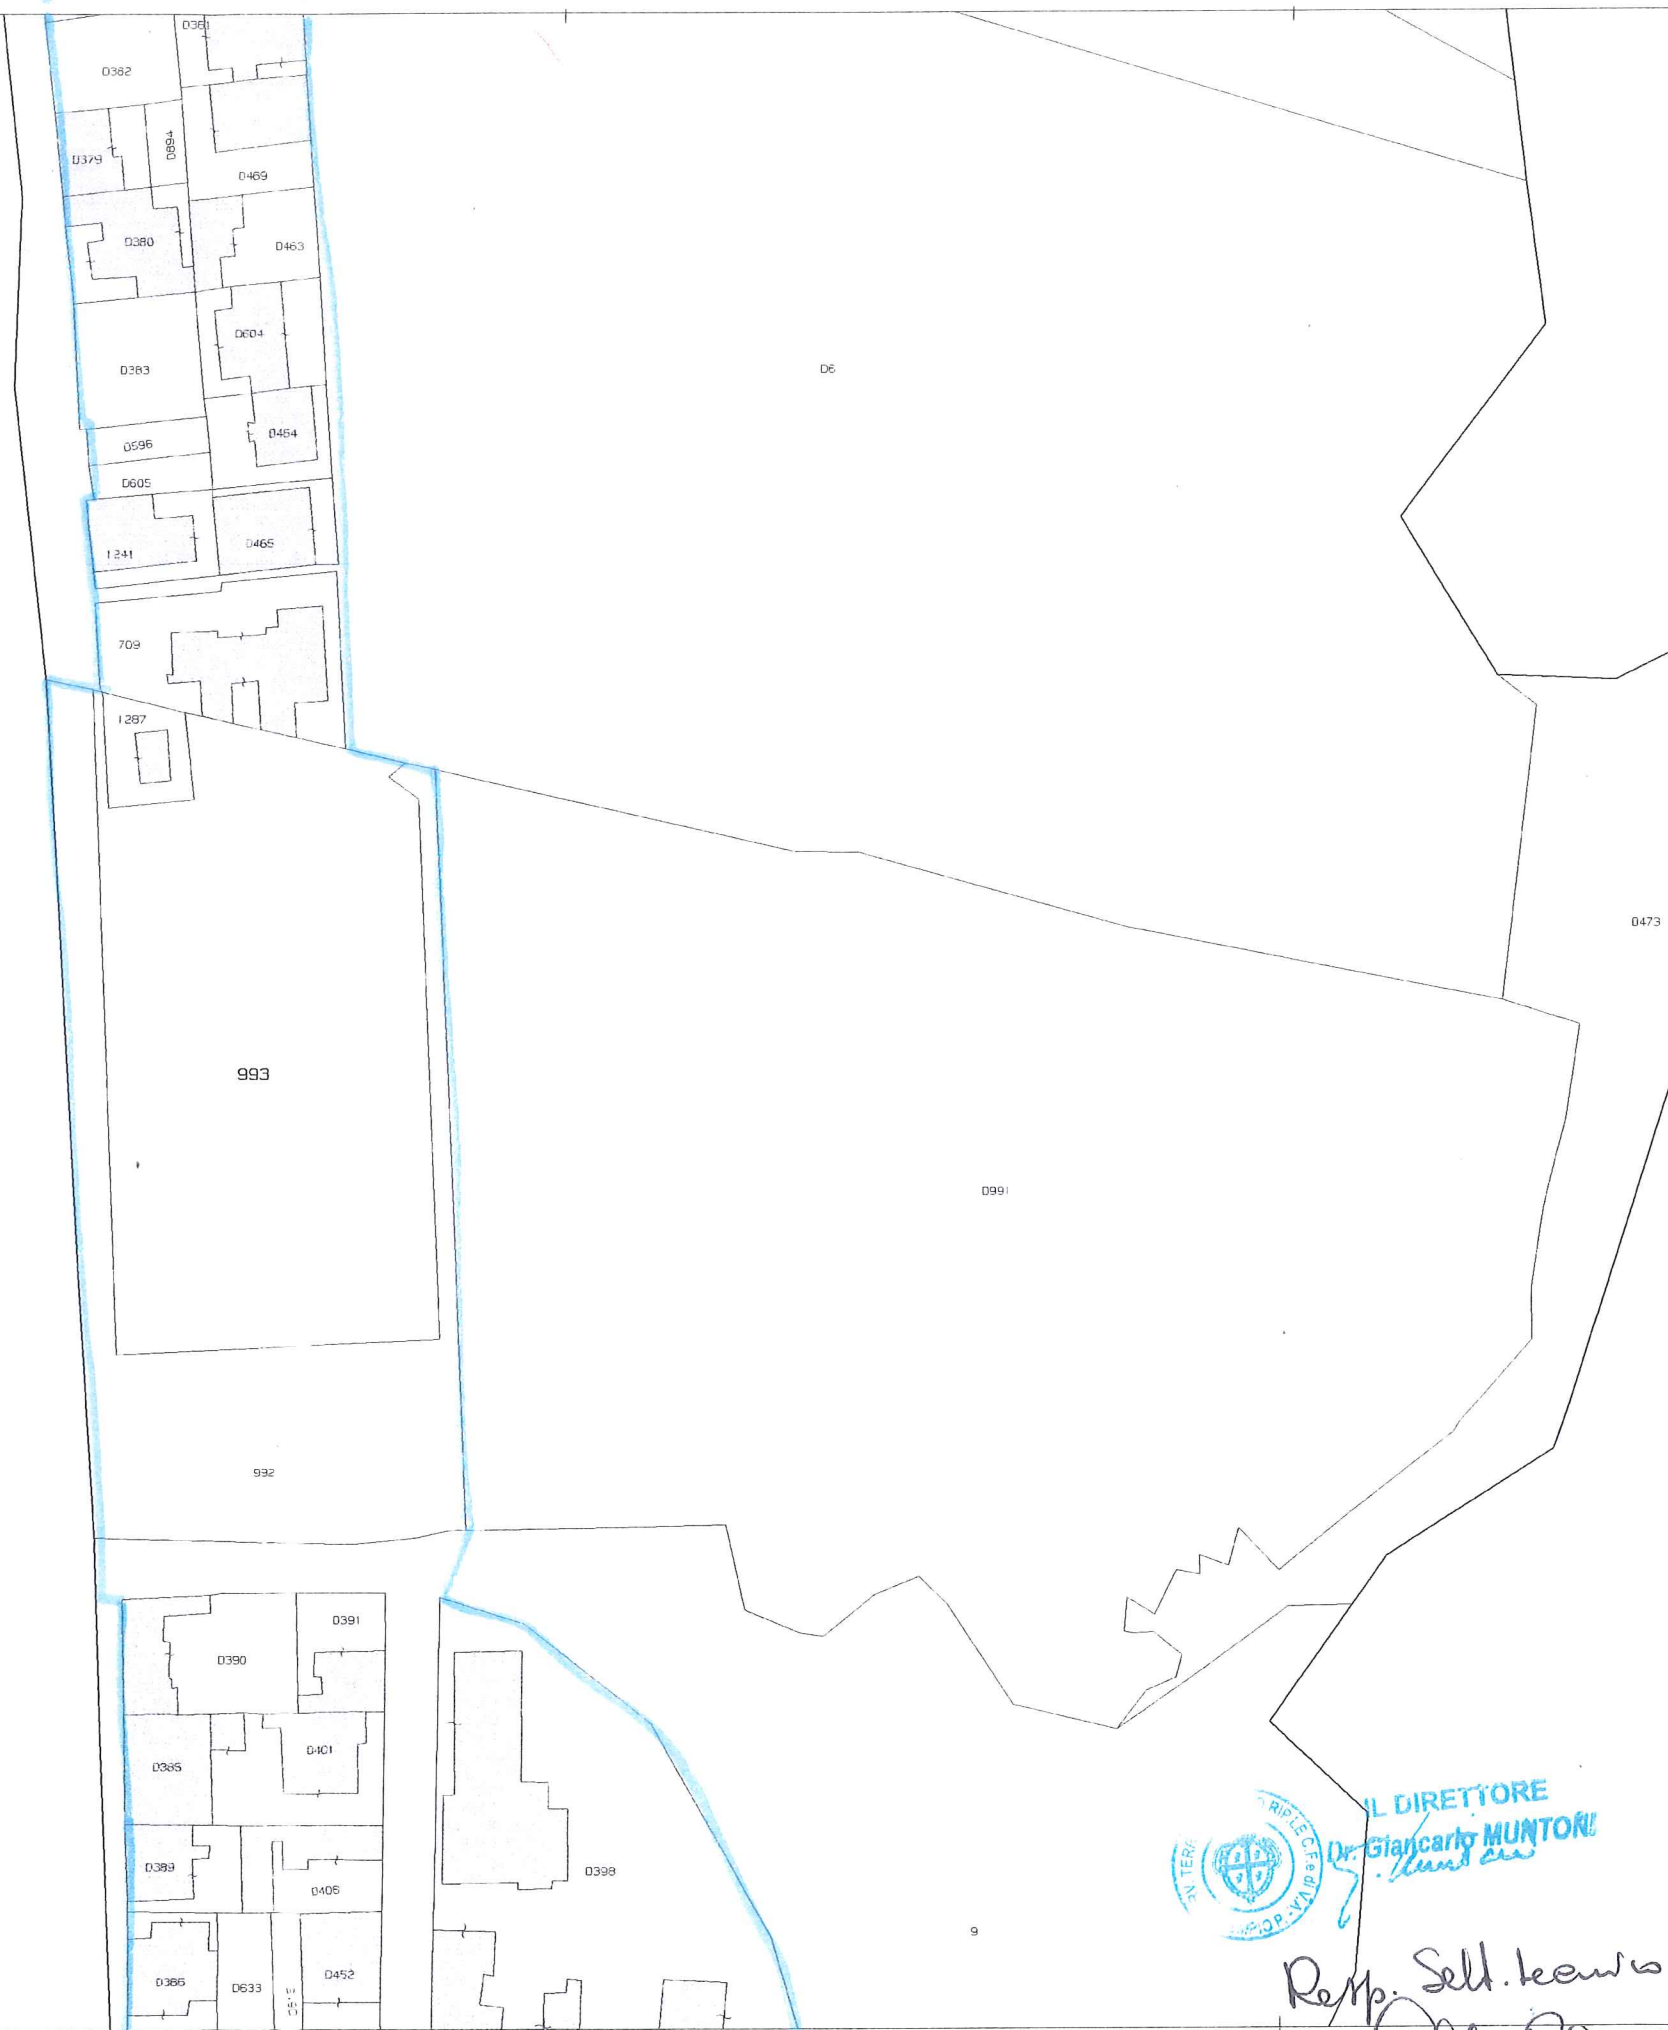 D381
D382
D379
D894
D469
D380
D463
D604
D383
D6
D464
D596
D605
1241
D465
709
1287
D473
993
D991
992
D391
D390
D401
D385
D389
D406
D398
D386
D633
D452
9
IL DIRETTORE
Dr. Giancarlo MUNTONI
Resp. Sett. tecnico